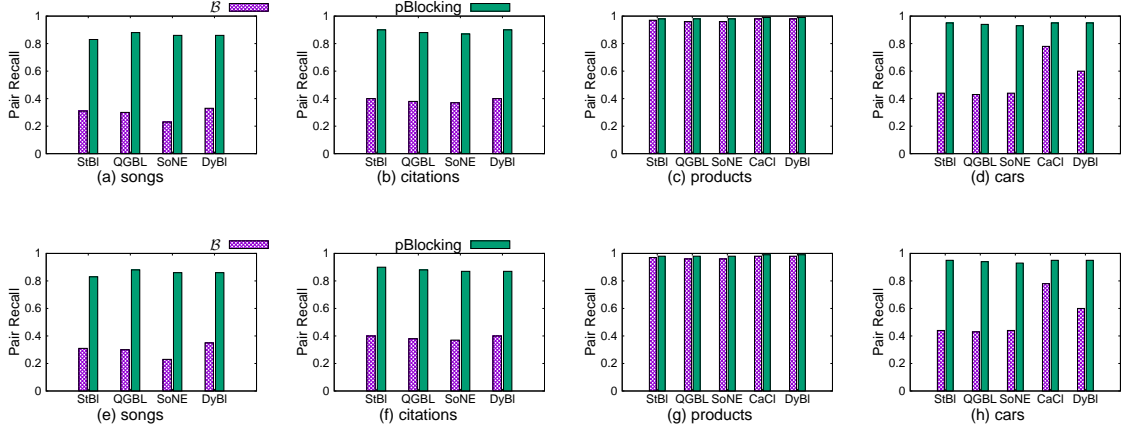 ℬ pBlocking
Pair Recall
1
0.8
0.6
0.4
0.2
0
StBl QGBL SoNE DyBl
(a) songs
Pair Recall
1
0.8
0.6
0.4
0.2
0
StBl QGBL SoNE DyBl
(b) citations
Pair Recall
1
0.8
0.6
0.4
0.2
0
StBl QGBL SoNE CaCl DyBl
(c) products
Pair Recall
1
0.8
0.6
0.4
0.2
0
StBl QGBL SoNE CaCl DyBl
(d) cars
ℬ pBlocking
Pair Recall
1
0.8
0.6
0.4
0.2
0
StBl QGBL SoNE DyBl
(e) songs
Pair Recall
1
0.8
0.6
0.4
0.2
0
StBl QGBL SoNE DyBl
(f) citations
Pair Recall
1
0.8
0.6
0.4
0.2
0
StBl QGBL SoNE CaCl DyBl
(g) products
Pair Recall
1
0.8
0.6
0.4
0.2
0
StBl QGBL SoNE CaCl DyBl
(h) cars